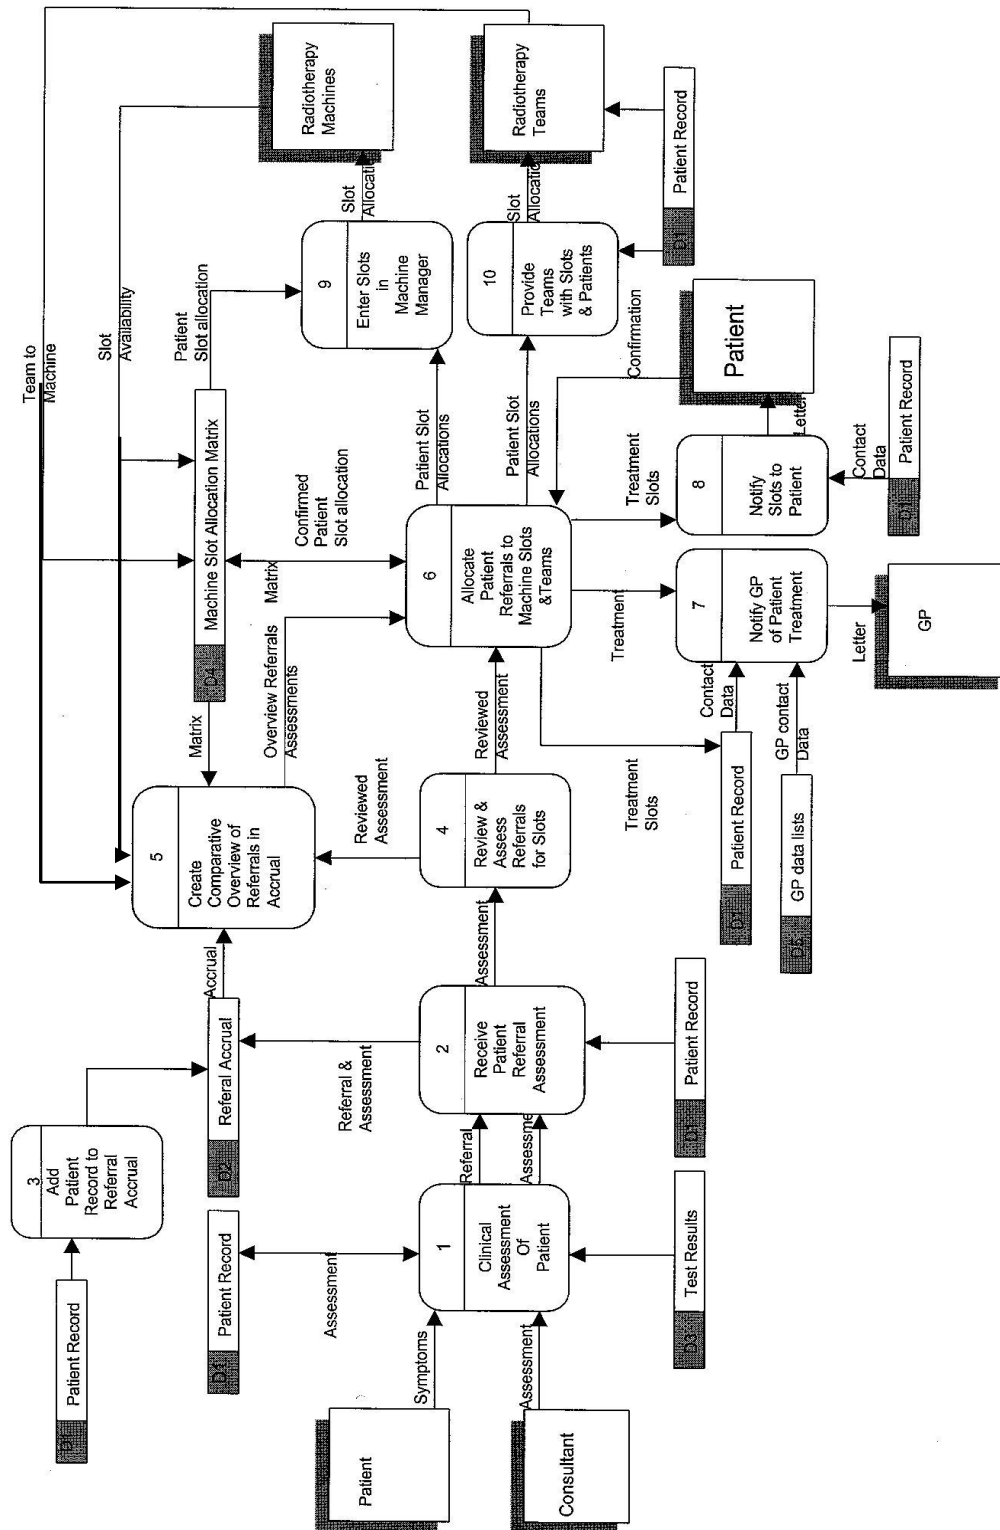 D1
Patient Record
3
Add
Patient
Record to
Referral
Accrual
D1
Patient Record
Assessment
Patient
Symptoms
Consultant
Assessment
1
Clinical
Assessment
Of
Patient
D3
Test Results
Referral
Assessme
2
Receive
Patient
Referral
Assessment
D1
Patient Record
Referral &
Assessment
D2
Referal Accrual
Accrual
Assessment
4
Review &
Assess
Referrals
for Slots
Reviewed
Assessment
5
Create
Comparative
Overview of
Referrals in
Accrual
Matrix
D4
Machine Slot Allocation Matrix
Overview Referrals
Assessments
Matrix
Reviewed
Assessment
6
Allocate
Patient
Referrals to
Machine Slots
&Teams
Confirmed
Patient
Slot allocation
Team to
Machine
Slot
Availability
Patient
Slot allocation
Patient Slot
Allocations
Patient Slot
Allocations
9
Enter Slots
in
Machine
Manager
Slot
Allocatio
Radiotherapy
Machines
10
Provide
Teams
with Slots
& Patients
Slot
Allocatio
Radiotherapy
Teams
D1
Patient Record
Treatment
Slots
D1
Patient Record
Contact
Data
D5
GP data lists
GP contact
Data
Treatment
7
Notify GP
of Patient
Treatment
Letter
GP
Treatment
Slots
8
Notify
Slots to
Patient
Letter
Patient
Confirmation
Contact
Data
D1
Patient Record